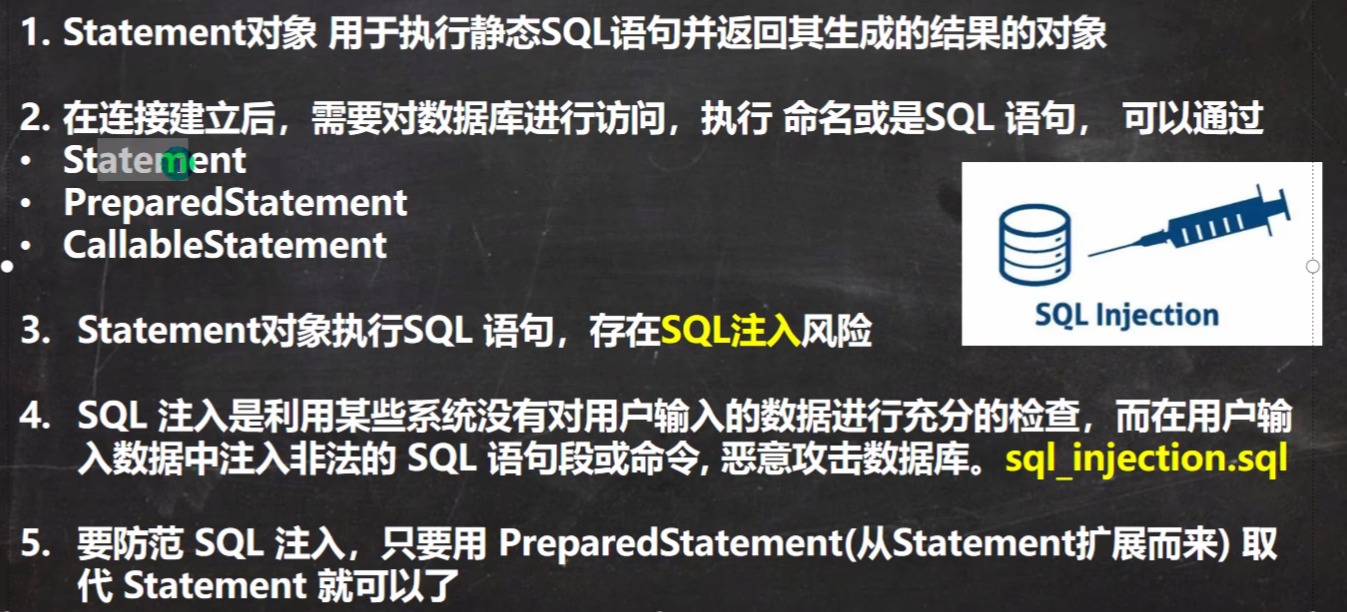 1. Statement对象 用于执行静态SQL语句并返回其生成的结果的对象
2. 在连接建立后，需要对数据库进行访问，执行 命名或是SQL 语句， 可以通过
• Statement
• PreparedStatement
• CallableStatement
SQL Injection
3. Statement对象执行SQL 语句，存在SQL注入风险
4. SQL 注入是利用某些系统没有对用户输入的数据进行充分的检查，而在用户输
入数据中注入非法的 SQL 语句段或命令, 恶意攻击数据库。sql_injection.sql
5. 要防范 SQL 注入，只要用 PreparedStatement(从Statement扩展而来) 取
代 Statement 就可以了